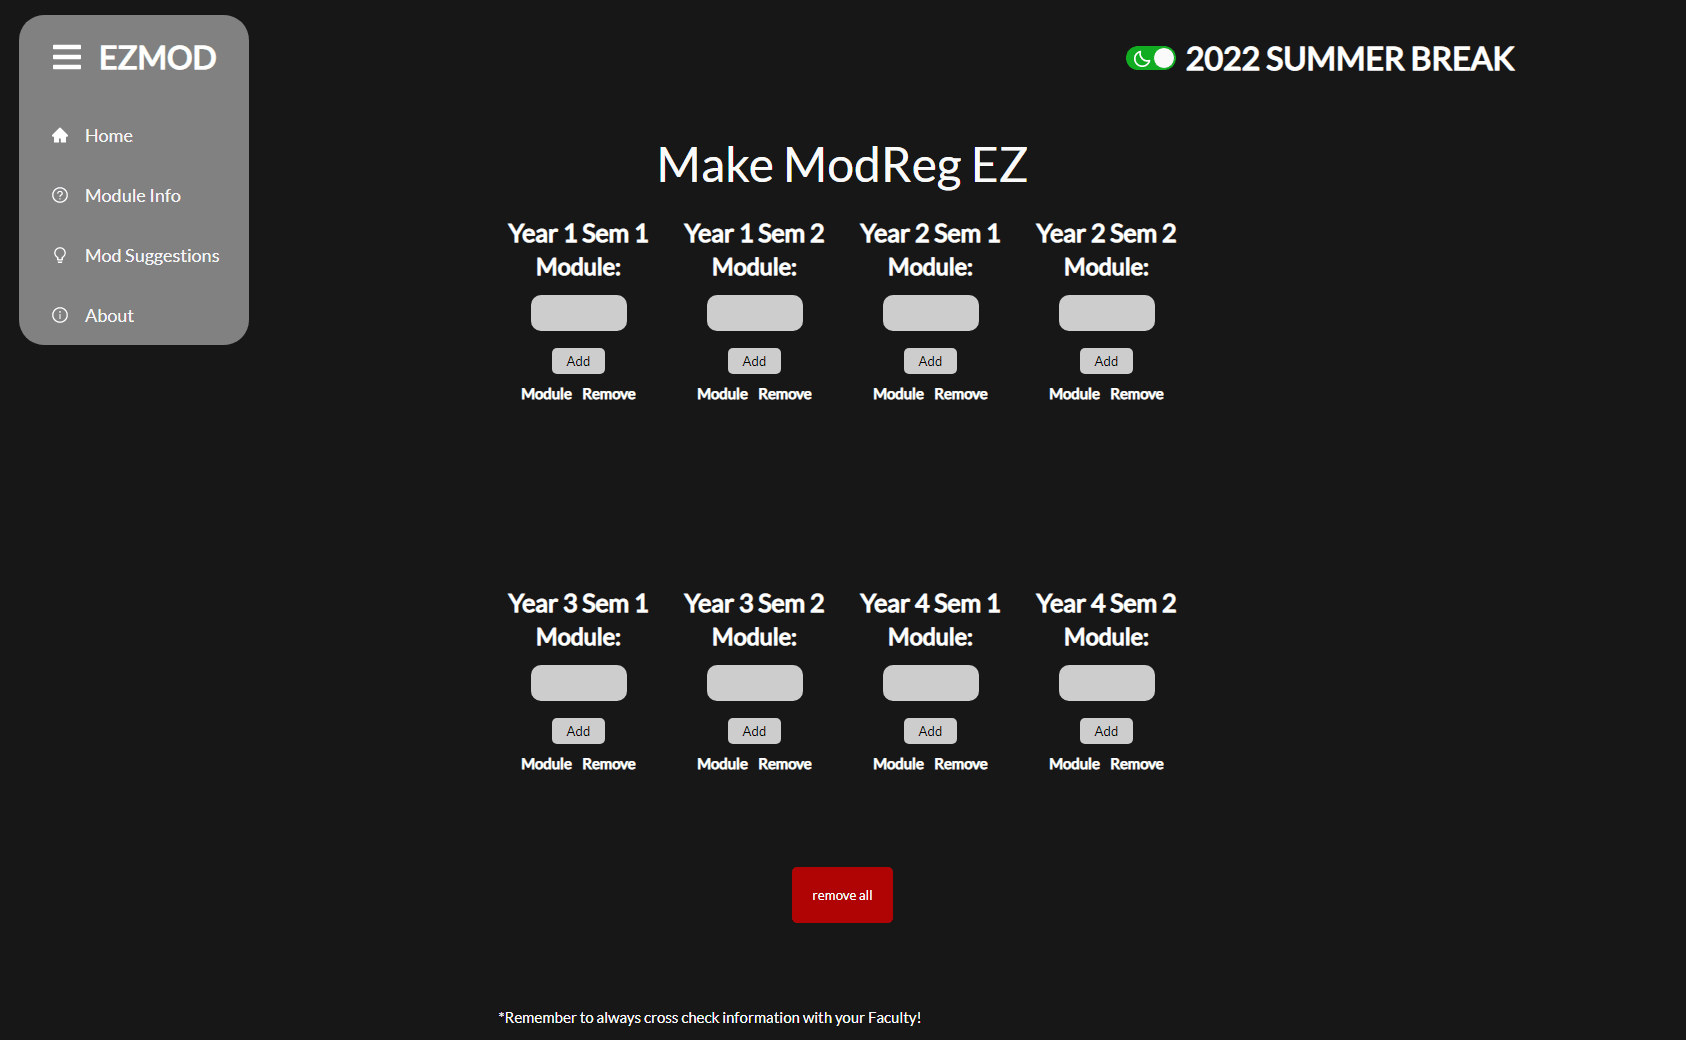 EZMOD
2022 SUMMER BREAK
Home
Module Info
Mod Suggestions
About
Make ModReg EZ
Year 1 Sem 1 Year 1 Sem 2 Year 2 Sem 1 Year 2 Sem 2
Module: Module: Module: Module:
Add Add Add Add
Module Remove Module Remove Module Remove Module Remove
Year 3 Sem 1 Year 3 Sem 2 Year 4 Sem 1 Year 4 Sem 2
Module: Module: Module: Module:
Add Add Add Add
Module Remove Module Remove Module Remove Module Remove
remove all
*Remember to always cross check information with your Faculty!